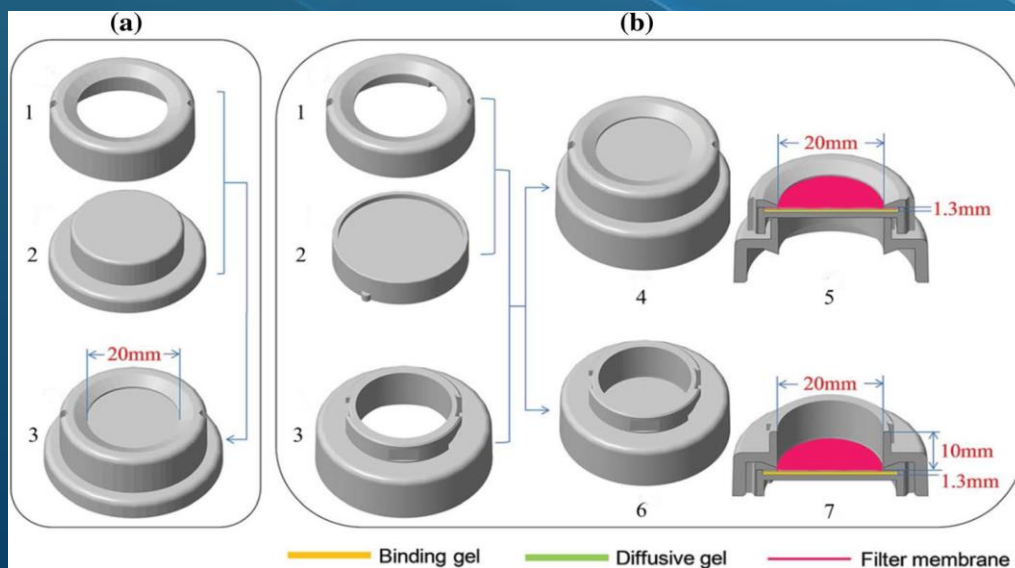 (a)
(b)
1
2
20mm
3
1
2
3
4
20mm
1.3mm
5
6
20mm
10mm
1.3mm
7
Binding gel
Diffusive gel
Filter membrane